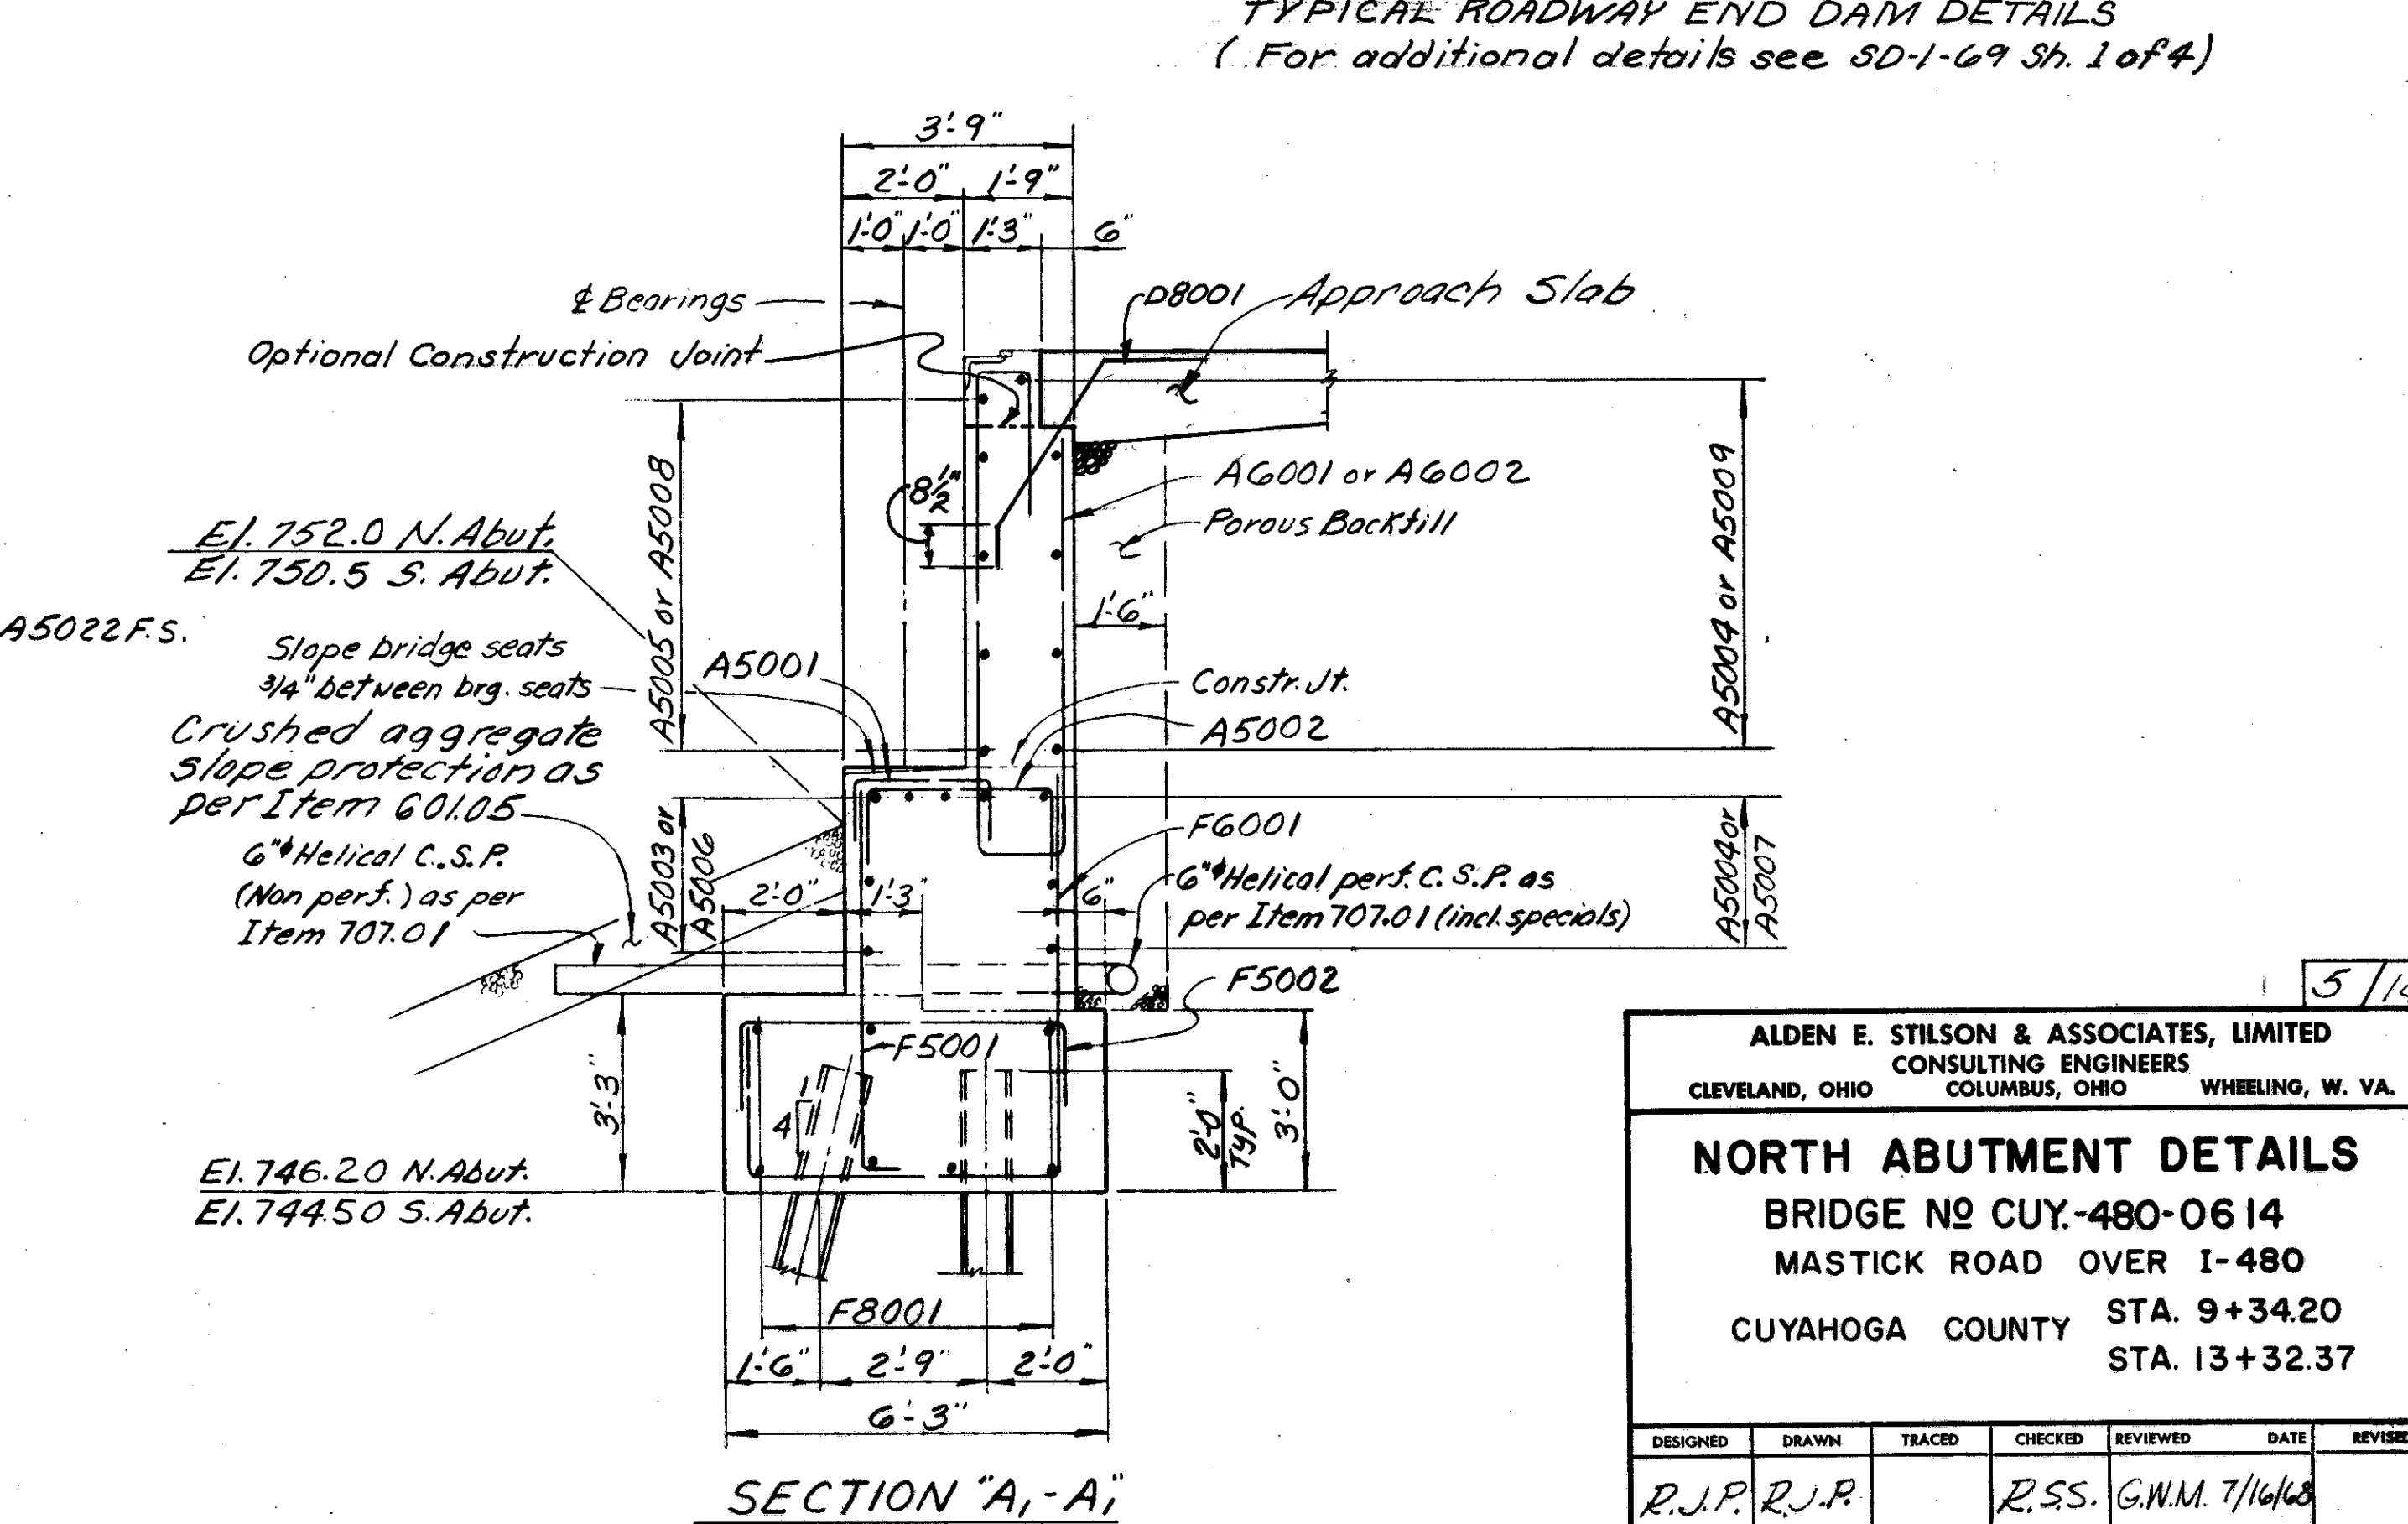 TYPICAL ROADWAY END DAM DETAILS
( For additional details see SD-1-69 Sh. 1 of 4)
3'-9"
2'-0" 1'-9"
1'-0" 1'-0" 1'-3" 6"
℄ Bearings
D8001
Approach Slab
Optional Construction Joint
8½"
A6001 or A6002
Porous Backfill
A5005 or A5008
A5004 or A5009
El. 752.0 N. Abut.
El. 750.5 S. Abut.
1'-6"
A5022 F.S.
Slope bridge seats
3/4" between brg. seats
A5001
Constr. Jt.
A5002
Crushed aggregate
slope protection as
per Item 601.05
F6001
A5003 or
A5006
A5004 or
A5007
6"ϕ Helical C.S.P.
(Non perf.) as per
Item 707.01
2'-0" 1'-3" 6"
6"ϕ Helical perf. C.S.P. as
per Item 707.01 (incl. specials)
F5002
F5001
4
1
3'-3"
2'-0"
TYP.
3'-0"
El. 746.20 N. Abut.
El. 744.50 S. Abut.
F8001
1'-6" 2'-9" 2'-0"
6'-3"
SECTION "A₁-A₁"
5 /
ALDEN E. STILSON & ASSOCIATES, LIMITED
CONSULTING ENGINEERS
CLEVELAND, OHIO COLUMBUS, OHIO WHEELING, W. VA.
NORTH ABUTMENT DETAILS
BRIDGE Nº CUY.-480-0614
MASTICK ROAD OVER I-480
CUYAHOGA COUNTY STA. 9+34.20
STA. 13+32.37
DESIGNED DRAWN TRACED CHECKED REVIEWED DATE REVISED
R.J.P. R.J.P. R.S.S. G.W.M. 7/16/68